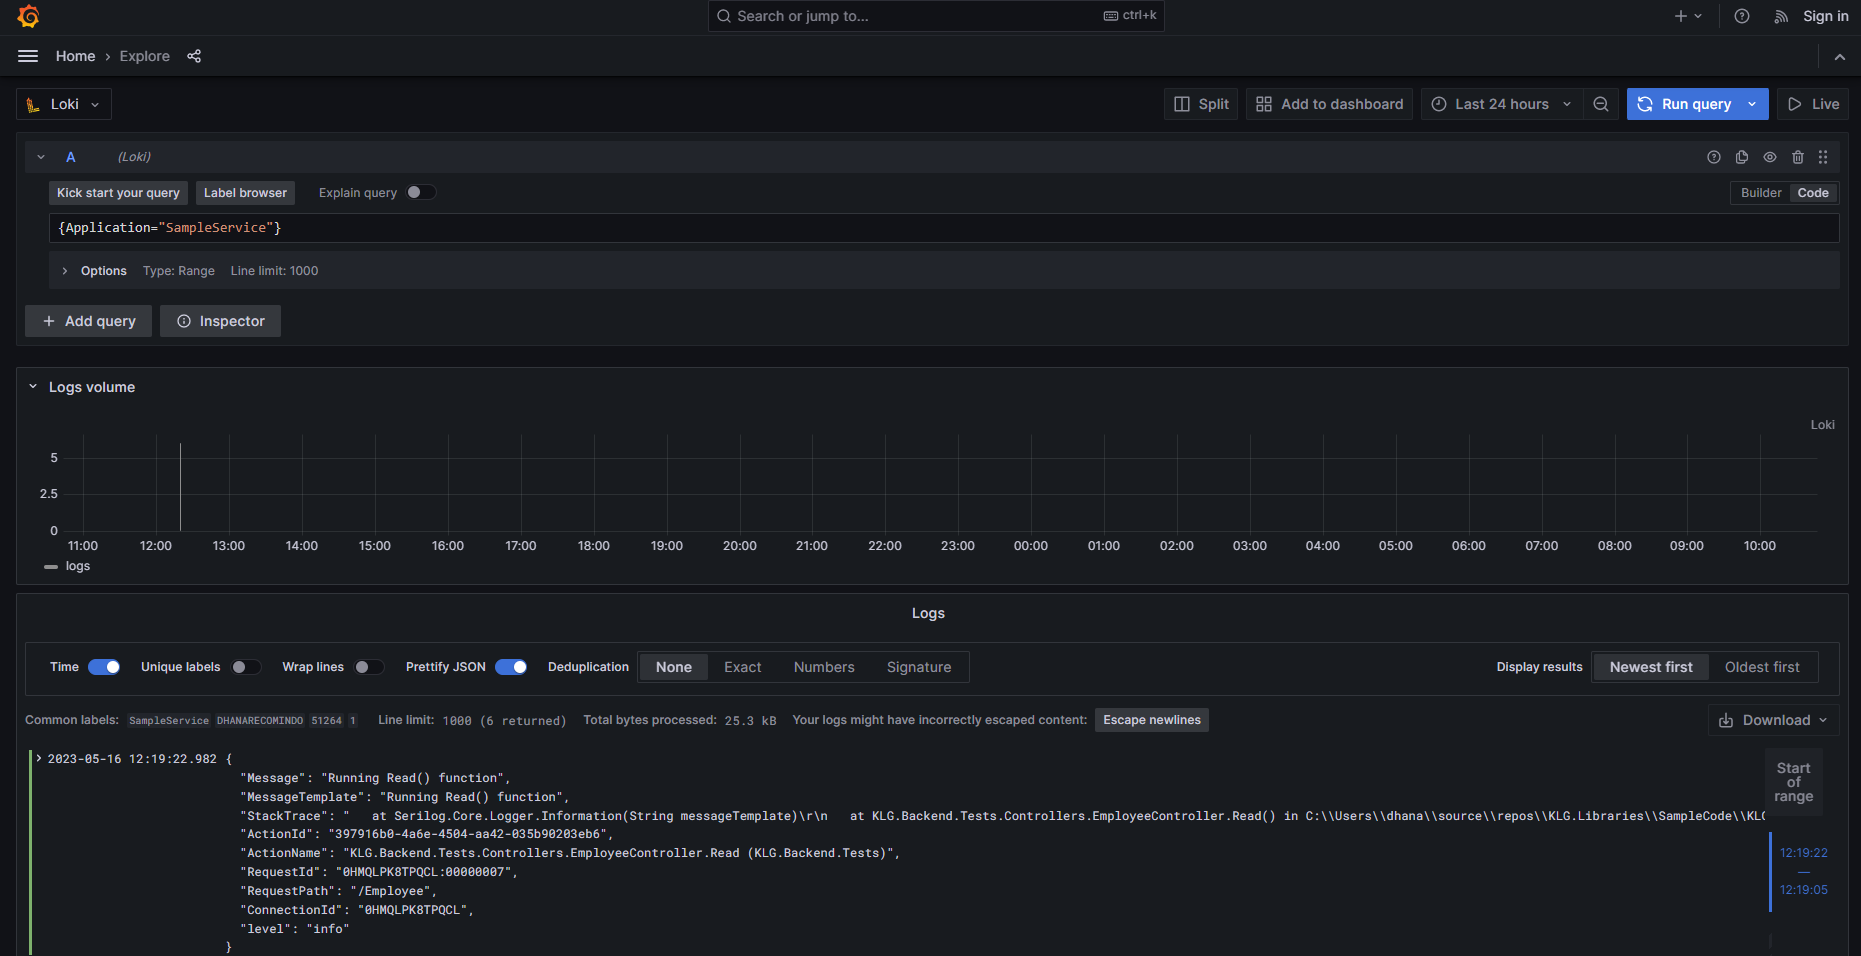 Search or jump to... ctrl+k Sign in
Home › Explore
Loki Split Add to dashboard Last 24 hours Run query Live
A (Loki)
Kick start your query Label browser Explain query Builder Code
{Application="SampleService"}
Options Type: Range Line limit: 1000
+ Add query Inspector
Logs volume
Loki
5
2.5
0
11:00 12:00 13:00 14:00 15:00 16:00 17:00 18:00 19:00 20:00 21:00 22:00 23:00 00:00 01:00 02:00 03:00 04:00 05:00 06:00 07:00 08:00 09:00 10:00
logs
Logs
Time Unique labels Wrap lines Prettify JSON Deduplication None Exact Numbers Signature Display results Newest first Oldest first
Common labels: SampleService DHANARECOMINDO 51264 1 Line limit: 1000 (6 returned) Total bytes processed: 25.3 kB Your logs might have incorrectly escaped content: Escape newlines Download
2023-05-16 12:19:22.982 {
"Message": "Running Read() function",
"MessageTemplate": "Running Read() function",
"StackTrace": "   at Serilog.Core.Logger.Information(String messageTemplate)\r\n   at KLG.Backend.Tests.Controllers.EmployeeController.Read() in C:\\Users\\dhana\\source\\repos\\KLG.Libraries\\SampleCode\\KLG
"ActionId": "397916b0-4a6e-4504-aa42-035b90203eb6",
"ActionName": "KLG.Backend.Tests.Controllers.EmployeeController.Read (KLG.Backend.Tests)",
"RequestId": "0HMQLPK8TPQCL:00000007",
"RequestPath": "/Employee",
"ConnectionId": "0HMQLPK8TPQCL",
"level": "info"
}
Start
of
range
12:19:22
—
12:19:05